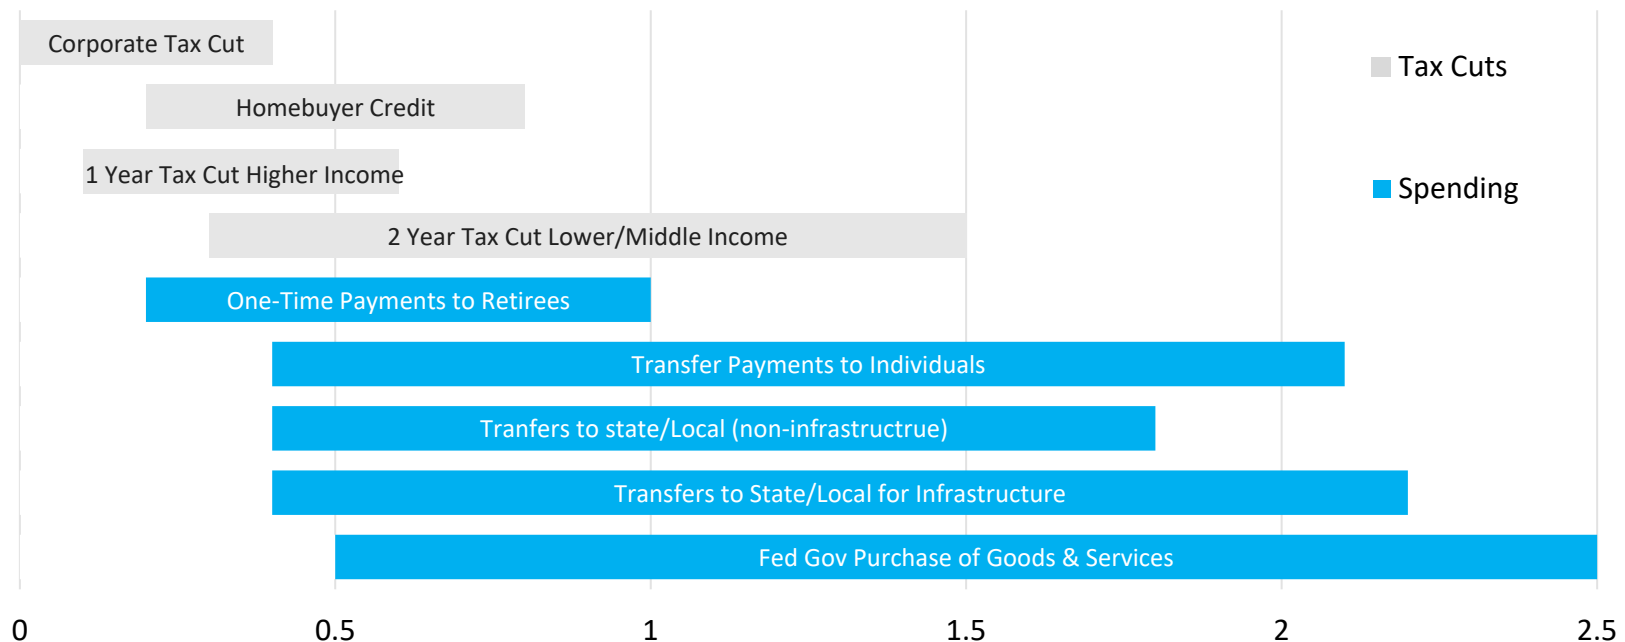 Corporate Tax Cut
Tax Cuts
Homebuyer Credit
1 Year Tax Cut Higher Income
Spending
2 Year Tax Cut Lower/Middle Income
One-Time Payments to Retirees
Transfer Payments to Individuals
Tranfers to state/Local (non-infrastructrue)
Transfers to State/Local for Infrastructure
Fed Gov Purchase of Goods & Services
0 0.5 1 1.5 2 2.5